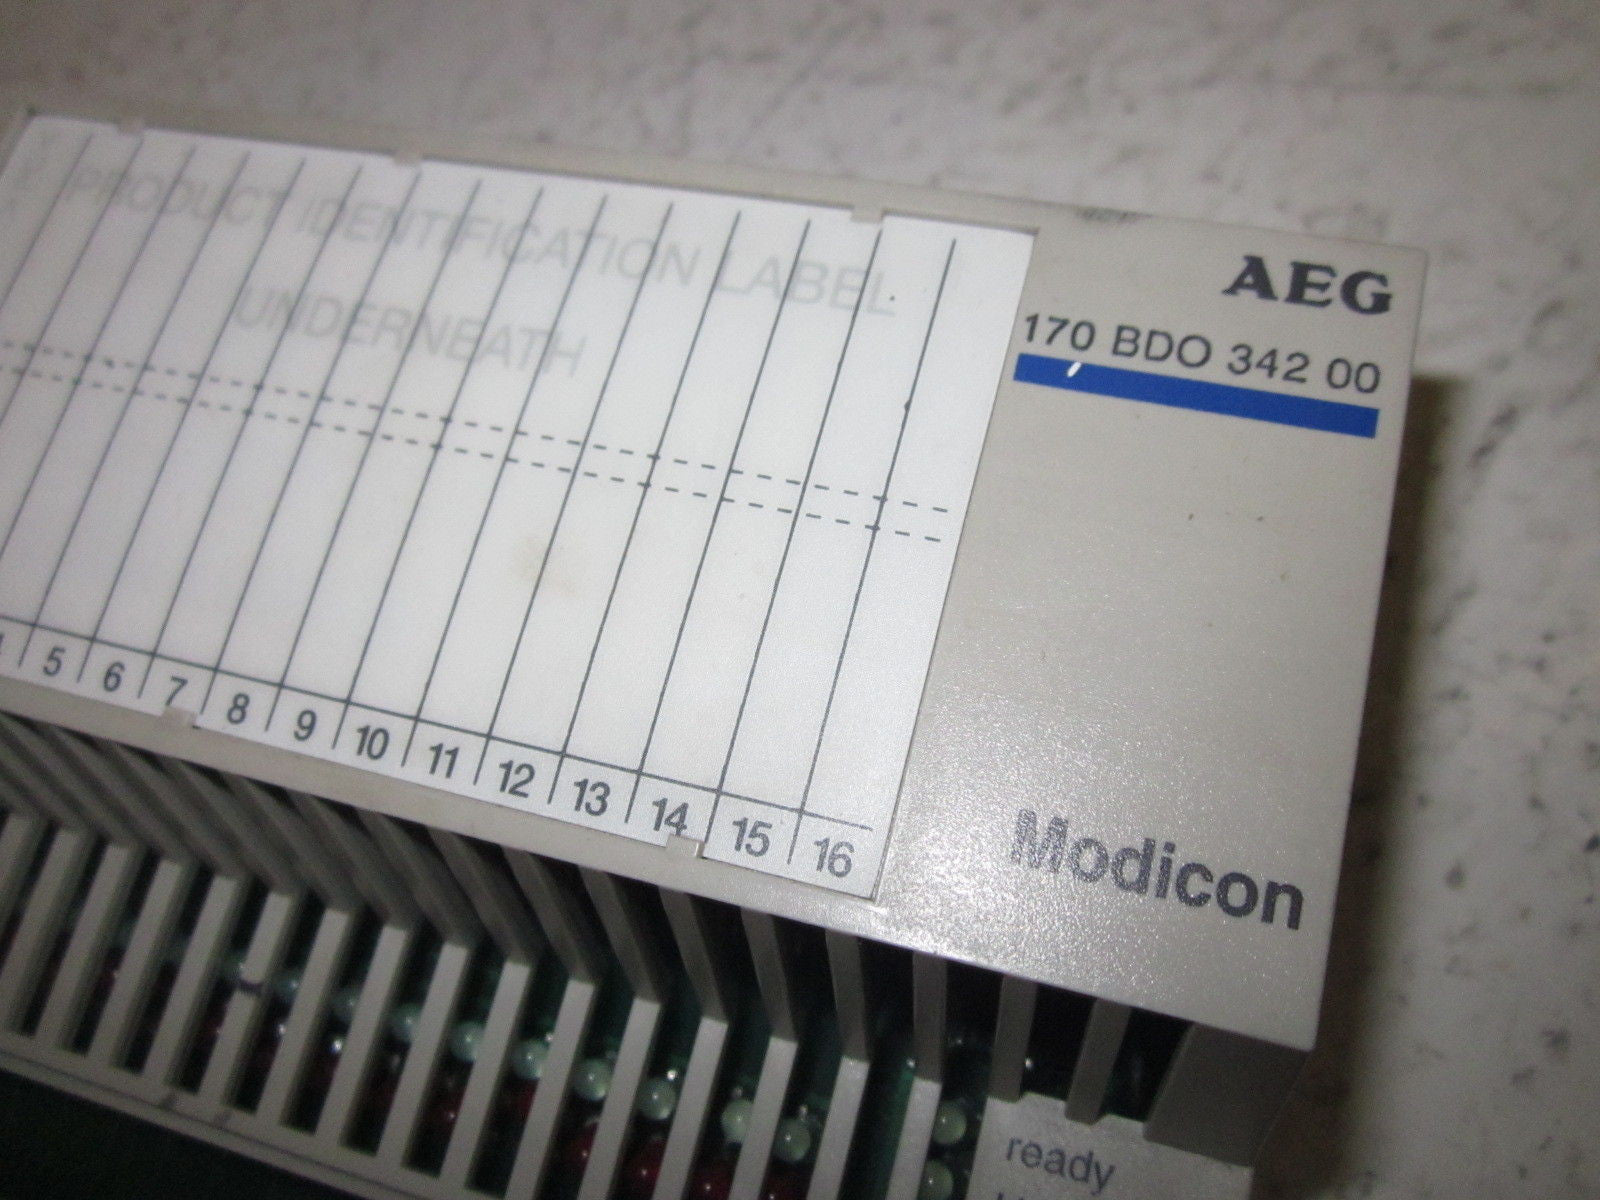 PRODUCT IDENTIFICATION LABEL
UNDERNEATH
AEG
170 BDO 342 00
5 6 7 8 9 10 11 12 13 14 15 16
Modicon
ready